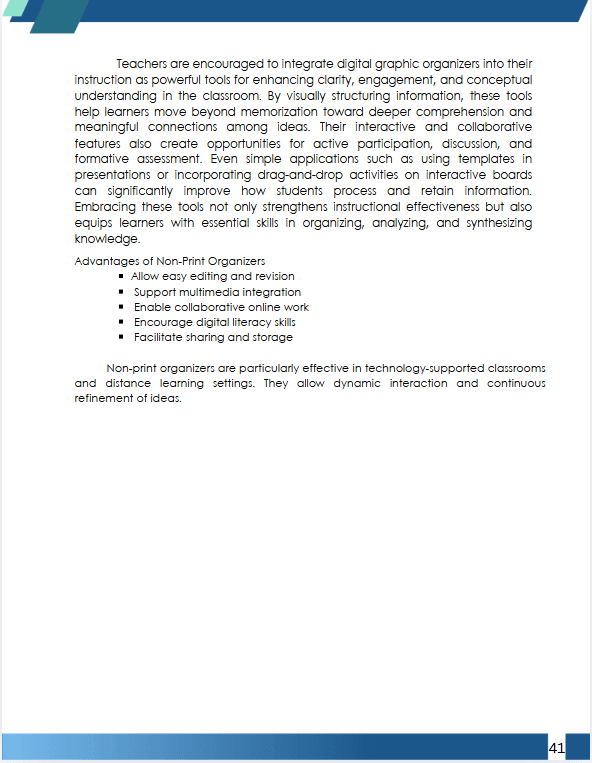 Teachers are encouraged to integrate digital graphic organizers into their
instruction as powerful tools for enhancing clarity, engagement, and conceptual
understanding in the classroom. By visually structuring information, these tools
help learners move beyond memorization toward deeper comprehension and
meaningful connections among ideas. Their interactive and collaborative
features also create opportunities for active participation, discussion, and
formative assessment. Even simple applications such as using templates in
presentations or incorporating drag-and-drop activities on interactive boards
can significantly improve how students process and retain information.
Embracing these tools not only strengthens instructional effectiveness but also
equips learners with essential skills in organizing, analyzing, and synthesizing
knowledge.
Advantages of Non-Print Organizers
▪ Allow easy editing and revision
▪ Support multimedia integration
▪ Enable collaborative online work
▪ Encourage digital literacy skills
▪ Facilitate sharing and storage
Non-print organizers are particularly effective in technology-supported classrooms
and distance learning settings. They allow dynamic interaction and continuous
refinement of ideas.
41